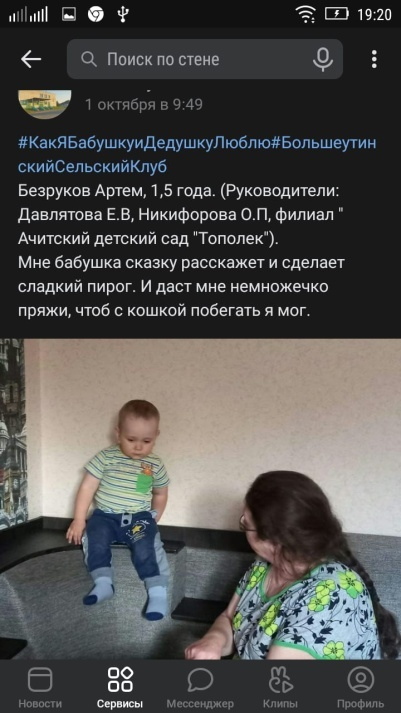 19:20
Поиск по стене
1 октября в 9:49
#КакЯБабушкуиДедушкуЛюблю#Большеутин
скийСельскийКлуб
Безруков Артем, 1,5 года. (Руководители:
Давлятова Е.В, Никифорова О.П, филиал "
Ачитский детский сад "Тополек").
Мне бабушка сказку расскажет и сделает
сладкий пирог. И даст мне немножечко
пряжи, чтоб с кошкой побегать я мог.
Новости Сервисы Мессенджер Клипы Профиль